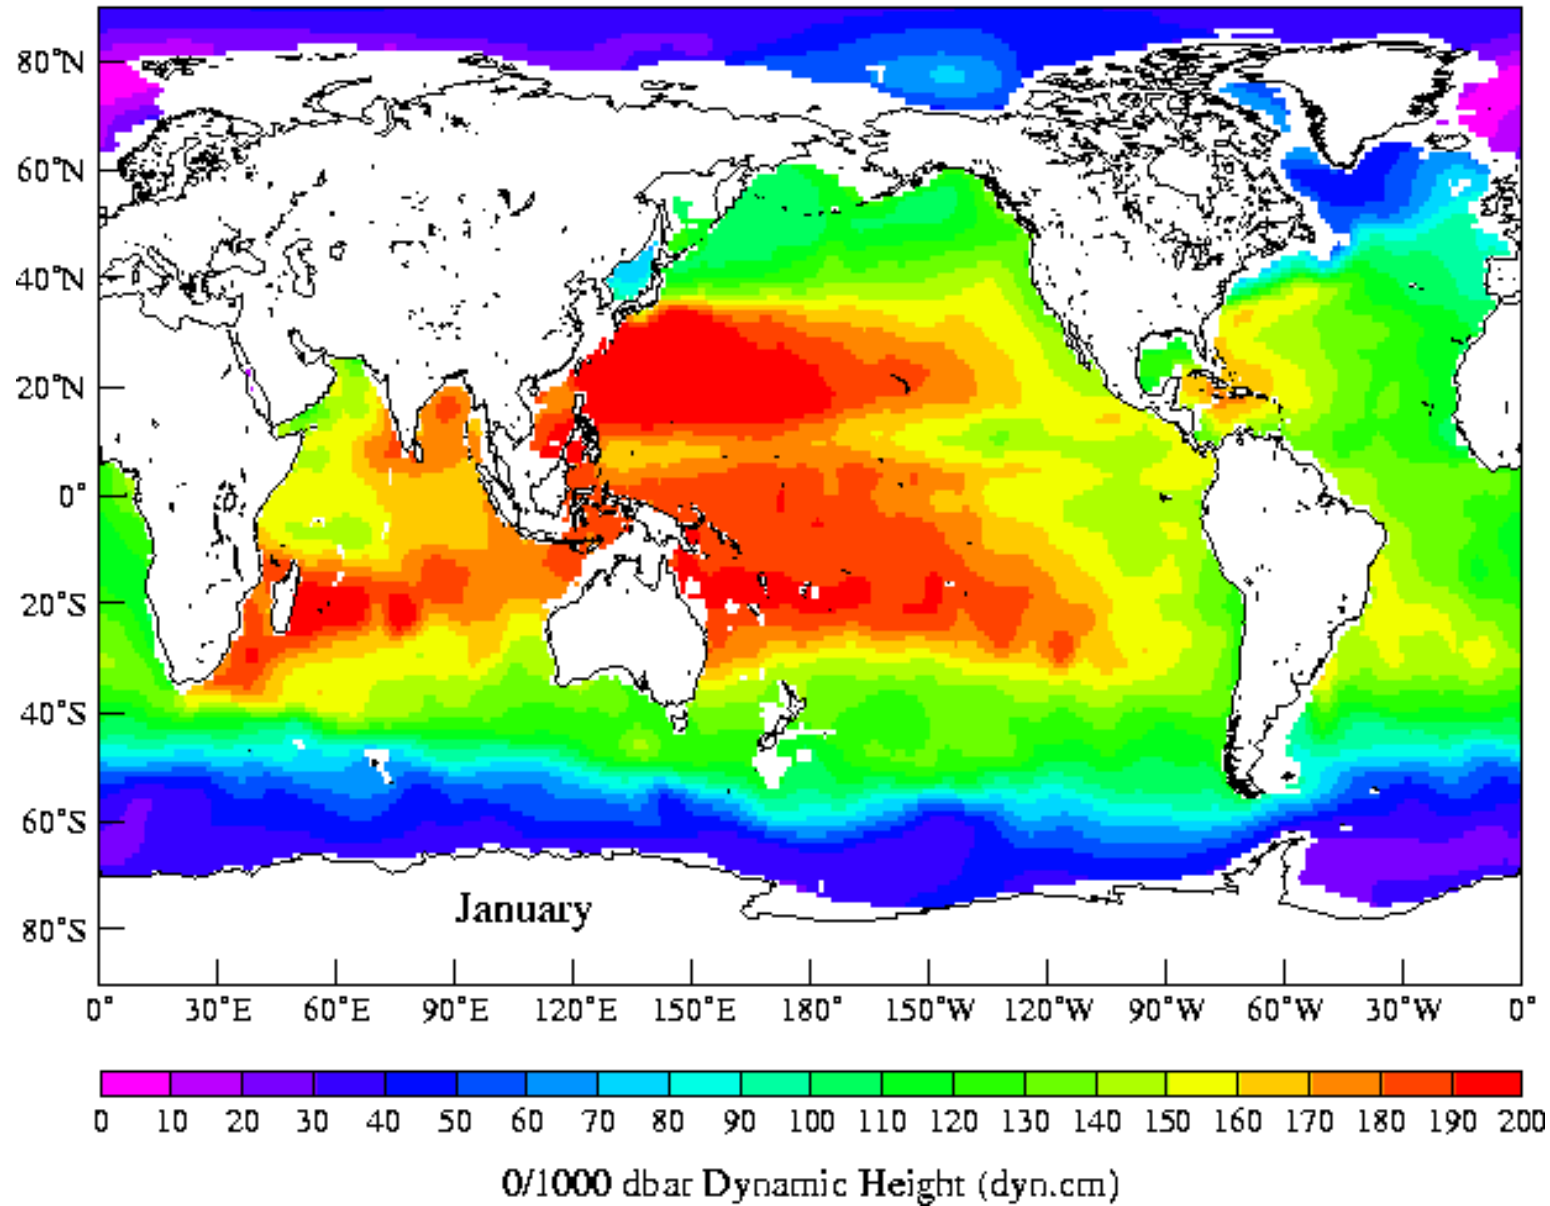 80°N
60°N
40°N
20°N
0°
20°S
40°S
60°S
80°S
January
0° 30°E 60°E 90°E 120°E 150°E 180° 150°W 120°W 90°W 60°W 30°W 0°
0 10 20 30 40 50 60 70 80 90 100 110 120 130 140 150 160 170 180 190 200
0/1000 dbar Dynamic Height (dyn.cm)